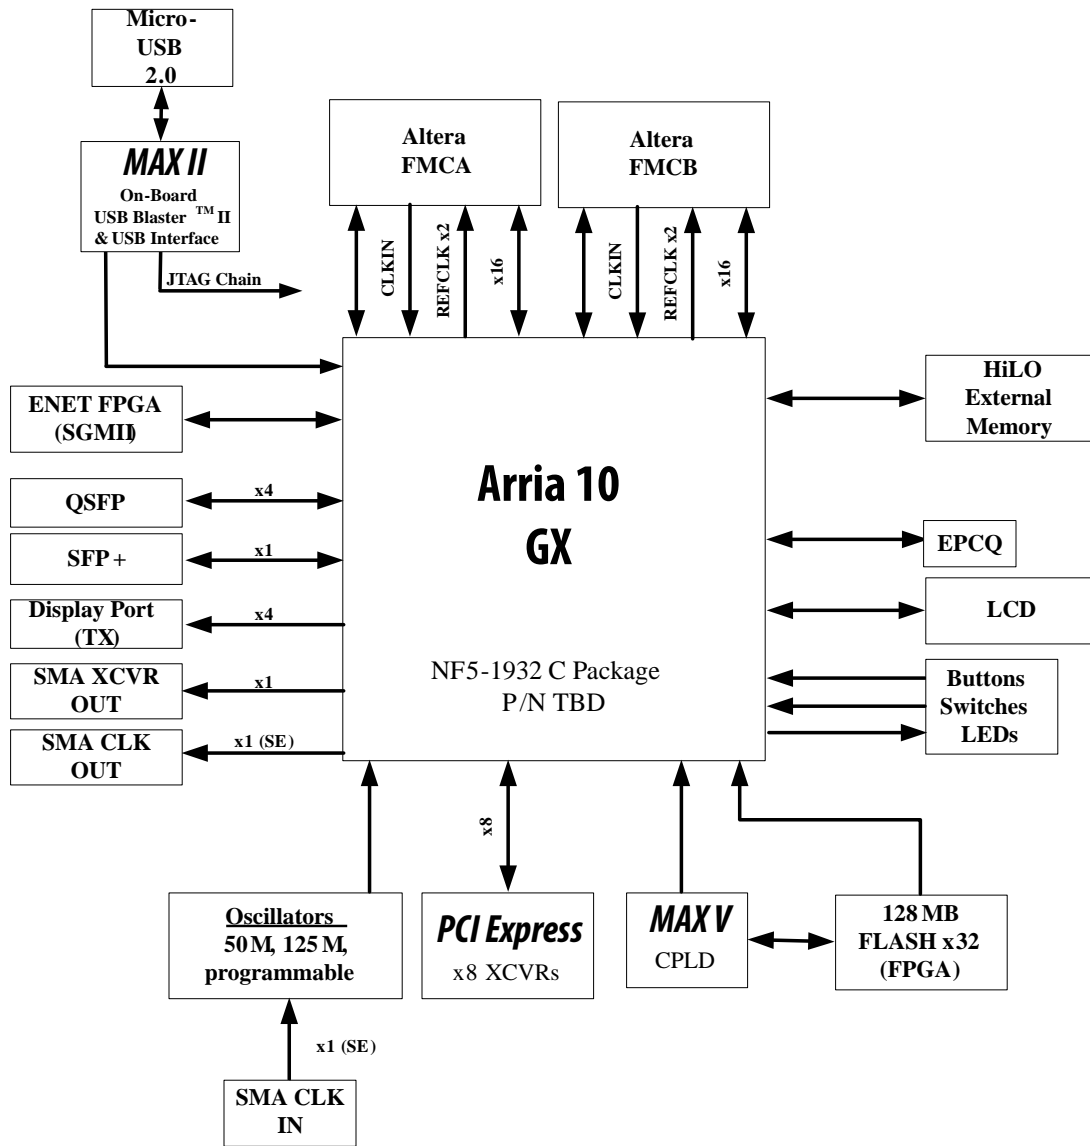 Micro-
USB
2.0
MAX II
On-Board
USB Blaster ™ II
& USB Interface
JTAG Chain
Altera
FMCA
Altera
FMCB
CLKIN
REFCLK x2
x16
CLKIN
REFCLK x2
x16
ENET FPGA
(SGMII)
QSFP
x4
SFP +
x1
Display Port
(TX)
x4
SMA XCVR
OUT
x1
SMA CLK
OUT
x1 (SE)
Arria 10
GX
NF5-1932 C Package
P/N TBD
HiLO
External
Memory
EPCQ
LCD
Buttons
Switches
LEDs
x8
Oscillators
50 M, 125 M,
programmable
PCI Express
x8 XCVRs
MAX V
CPLD
128 MB
FLASH x32
(FPGA)
x1 (SE)
SMA CLK
IN